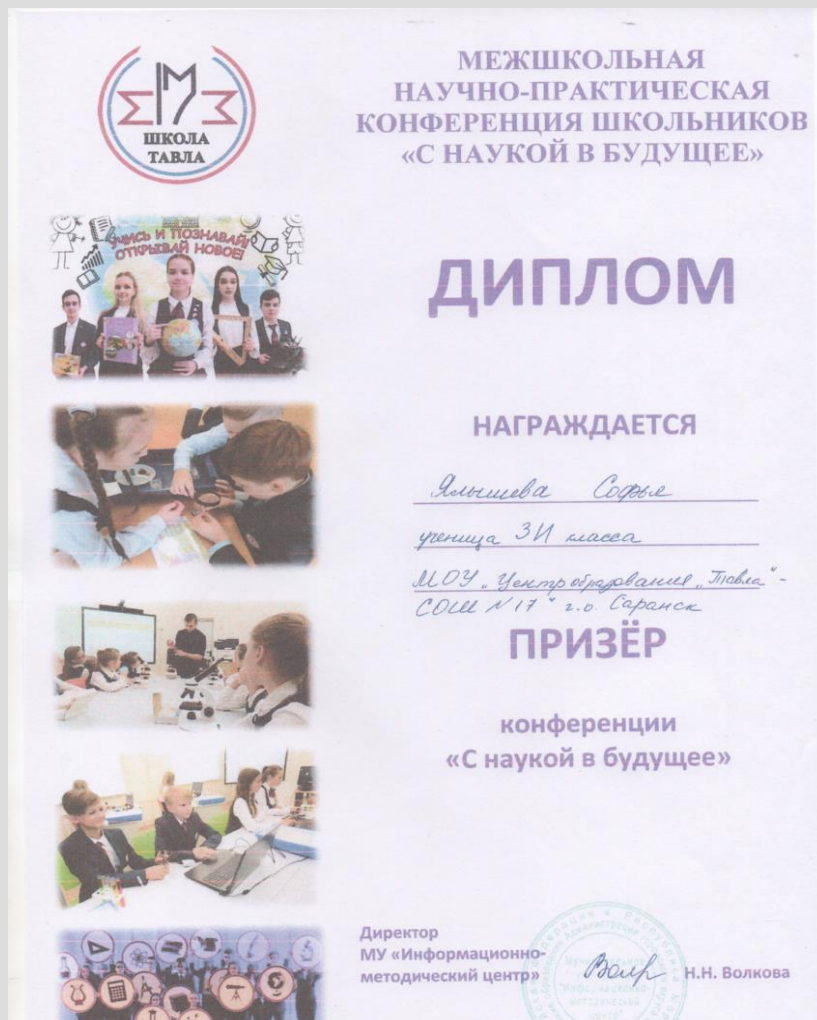 ШКОЛА
ТАВЛА
МЕЖШКОЛЬНАЯ
НАУЧНО-ПРАКТИЧЕСКАЯ
КОНФЕРЕНЦИЯ ШКОЛЬНИКОВ
«С НАУКОЙ В БУДУЩЕЕ»
УЧИСЬ И ПОЗНАВАЙ!
ОТКРЫВАЙ НОВОЕ!
ДИПЛОМ
НАГРАЖДАЕТСЯ
Ялышева Софья
ученица 3И класса
МОУ "Центр образования "Тавла"-
СОШ №17" г.о. Саранск
ПРИЗЁР
конференции
«С наукой в будущее»
Директор
МУ «Информационно-
методический центр»
Н.Н. Волкова